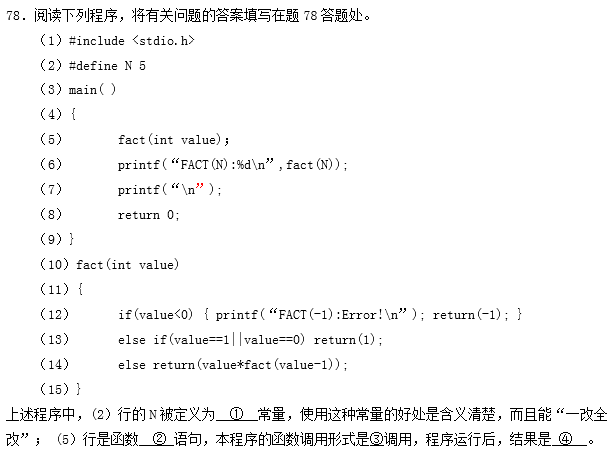 78. 阅读下列程序，将有关问题的答案填写在题 78 答题处。
（1）#include <stdio.h>
（2）#define N 5
（3）main( )
（4）{
（5） fact(int value);
（6） printf(“FACT(N):%d\n”,fact(N));
（7） printf(“\n”);
（8） return 0;
（9）}
（10）fact(int value)
（11）{
（12） if(value<0) { printf(“FACT(-1):Error!\n”); return(-1); }
（13） else if(value==1||value==0) return(1);
（14） else return(value*fact(value-1));
（15）}
上述程序中，(2) 行的 N 被定义为 ① 常量，使用这种常量的好处是含义清楚，而且能“一改全
改”；(5) 行是函数 ② 语句，本程序的函数调用形式是③调用，程序运行后，结果是 ④ 。